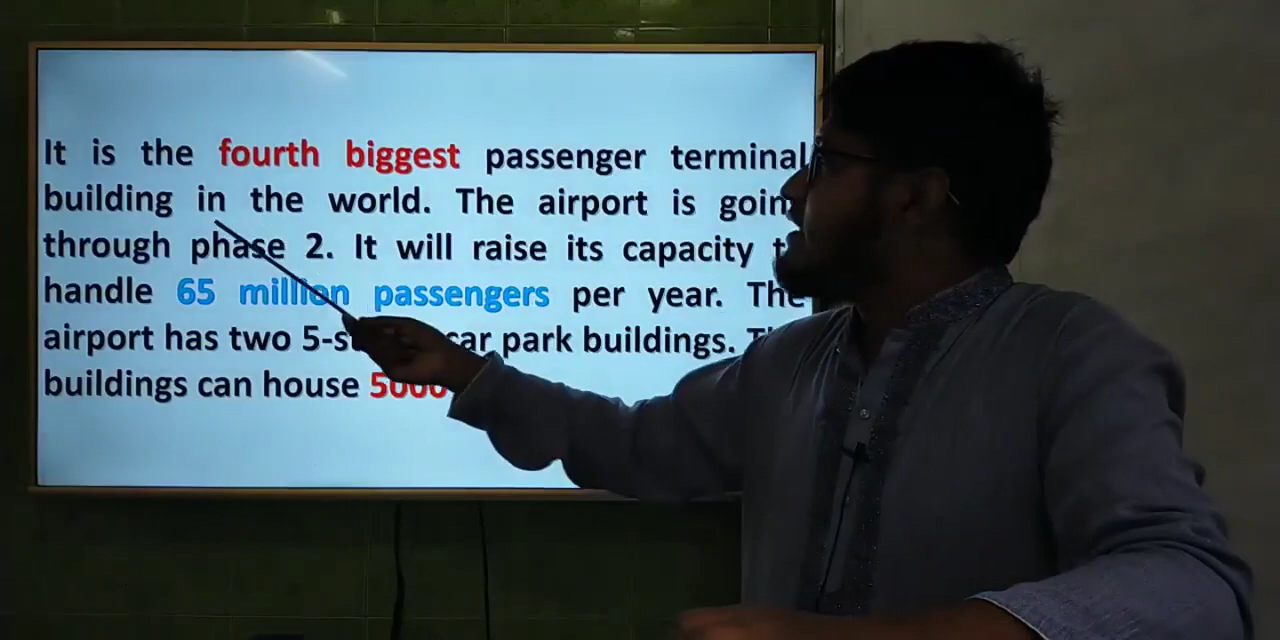 It is the fourth biggest passenger terminal
building in the world. The airport is
through phase 2. It will raise its capacity
handle 65 million passengers per year. The
airport has two car park buildings.
buildings can house 5000